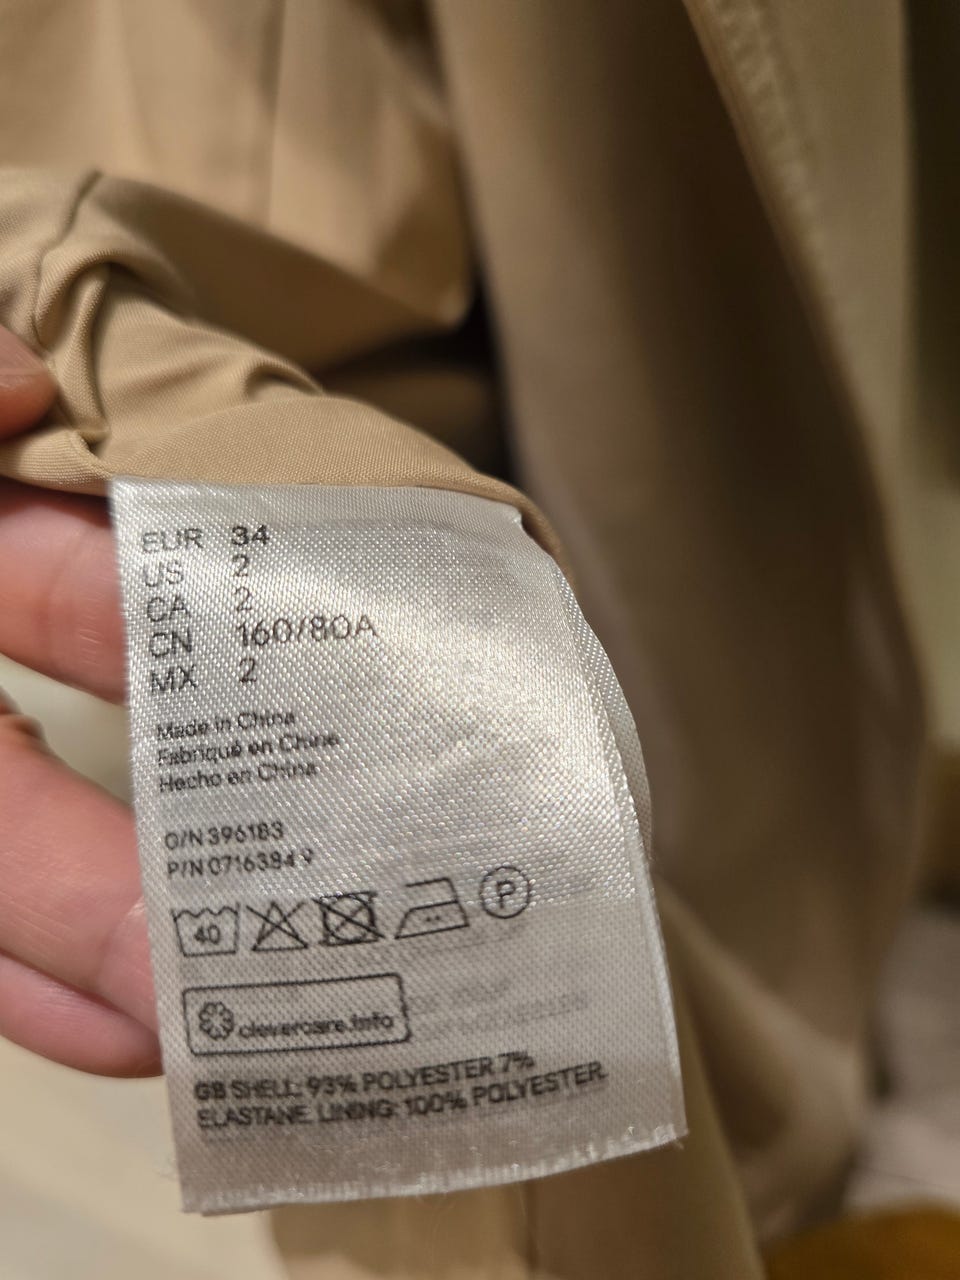 EUR 34
US 2
CA 2
CN 160/80A
MX 2
Made in China
Fabriqué en Chine
Hecho en China
O/N 396183
P/N 0716384 9
40
P
clevercare.info
GB SHELL: 93% POLYESTER 7%
ELASTANE. LINING: 100% POLYESTER.